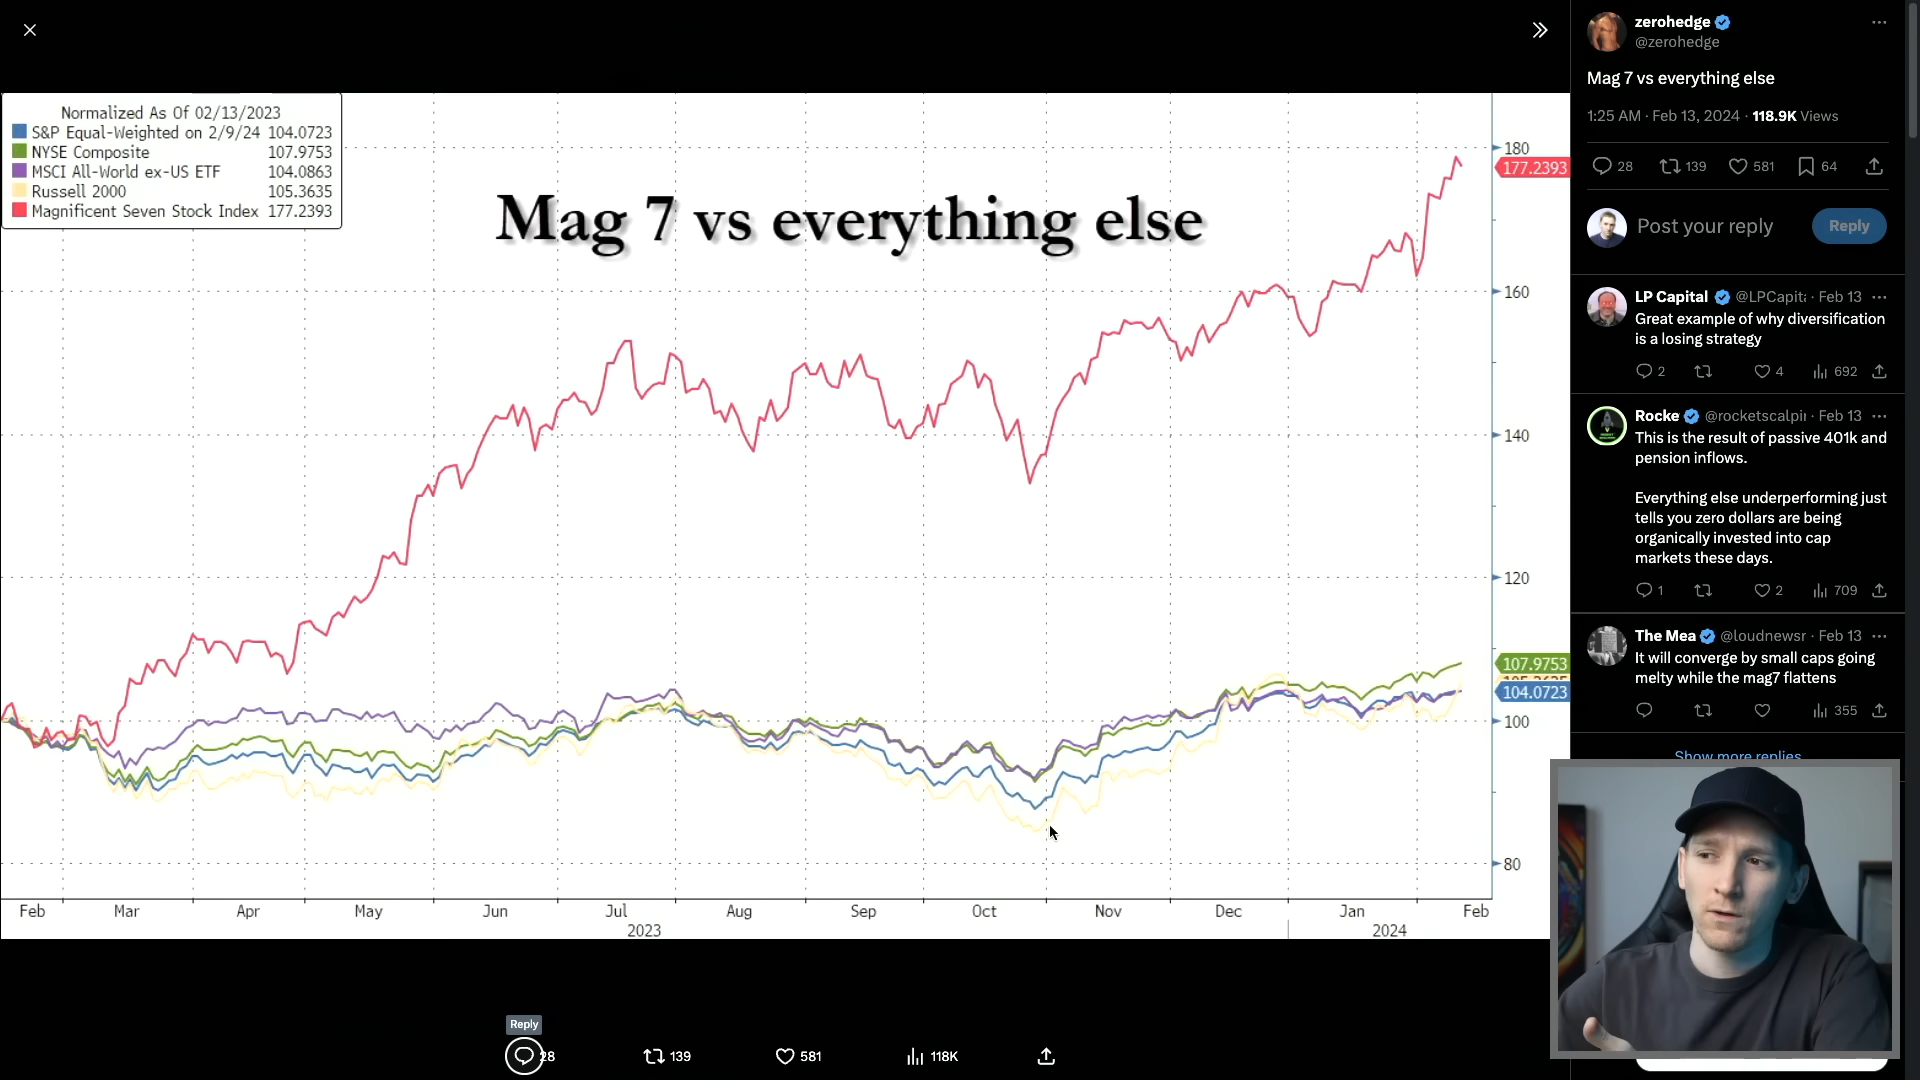 Normalized As Of 02/13/2023
S&P Equal-Weighted on 2/9/24 104.0723
NYSE Composite 107.9753
MSCI All-World ex-US ETF 104.0863
Russell 2000 105.3635
Magnificent Seven Stock Index 177.2393
Mag 7 vs everything else
180
177.2393
160
140
120
107.9753
104.0723
100
80
Feb Mar Apr May Jun Jul Aug Sep Oct Nov Dec Jan Feb
2023 2024
Reply
28 139 581 118K
zerohedge
@zerohedge
Mag 7 vs everything else
1:25 AM · Feb 13, 2024 · 118.9K Views
28 139 581 64
Post your reply Reply
LP Capital @LPCapit: · Feb 13
Great example of why diversification
is a losing strategy
2 4 692
Rocke @rocketscalpii · Feb 13
This is the result of passive 401k and
pension inflows.
Everything else underperforming just
tells you zero dollars are being
organically invested into cap
markets these days.
1 2 709
The Mea @loudnewsr · Feb 13
It will converge by small caps going
melty while the mag7 flattens
355
Show more replies